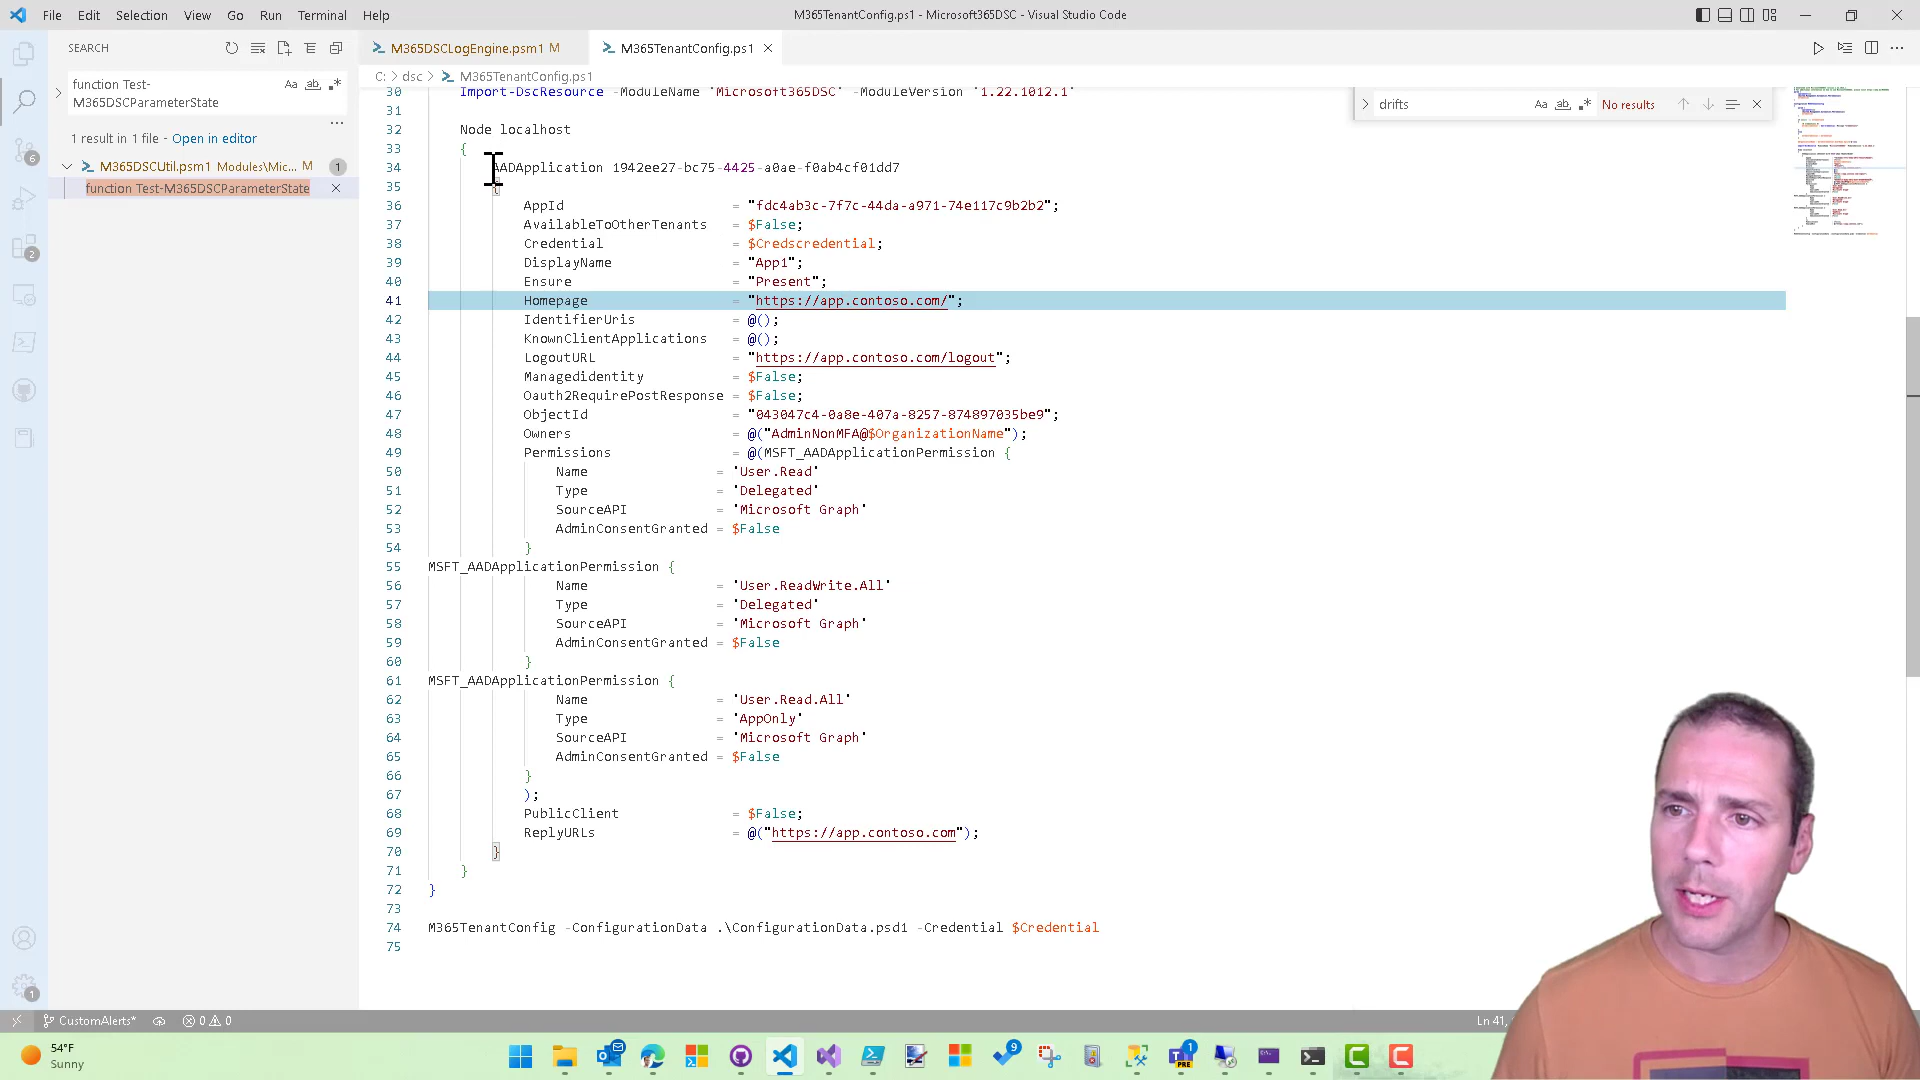 File Edit Selection View Go Run Terminal Help
M365TenantConfig.ps1 - Microsoft365DSC - Visual Studio Code
SEARCH
function Test-
M365DSCParameterState
Aa ab
1 result in 1 file - Open in editor
M365DSCUtil.psm1 Modules\Mic... M 1
function Test-M365DSCParameterState
M365DSCLogEngine.psm1 M
M365TenantConfig.ps1
C: > dsc > M365TenantConfig.ps1
drifts Aa ab No results
30 Import-DscResource -ModuleName 'Microsoft365DSC' -ModuleVersion '1.22.1012.1'
31
32 Node localhost
33 {
34 AADApplication 1942ee27-bc75-4425-a0ae-f0ab4cf01dd7
35 {
36 AppId = "fdc4ab3c-7f7c-44da-a971-74e117c9b2b2";
37 AvailableToOtherTenants = $False;
38 Credential = $Credscredential;
39 DisplayName = "App1";
40 Ensure = "Present";
41 Homepage = "https://app.contoso.com/";
42 IdentifierUris = @();
43 KnownClientApplications = @();
44 LogoutURL = "https://app.contoso.com/logout";
45 Managedidentity = $False;
46 Oauth2RequirePostResponse = $False;
47 ObjectId = "043047c4-0a8e-407a-8257-874897035be9";
48 Owners = @("AdminNonMFA@$OrganizationName");
49 Permissions = @(MSFT_AADApplicationPermission {
50 Name = 'User.Read'
51 Type = 'Delegated'
52 SourceAPI = 'Microsoft Graph'
53 AdminConsentGranted = $False
54 }
55 MSFT_AADApplicationPermission {
56 Name = 'User.ReadWrite.All'
57 Type = 'Delegated'
58 SourceAPI = 'Microsoft Graph'
59 AdminConsentGranted = $False
60 }
61 MSFT_AADApplicationPermission {
62 Name = 'User.Read.All'
63 Type = 'AppOnly'
64 SourceAPI = 'Microsoft Graph'
65 AdminConsentGranted = $False
66 }
67 );
68 PublicClient = $False;
69 ReplyURLs = @("https://app.contoso.com");
70 }
71 }
72 }
73
74 M365TenantConfig -ConfigurationData .\ConfigurationData.psd1 -Credential $Credential
75
6
2
1
CustomAlerts* 0 0
Ln 41,
54°F
Sunny
9
1
PRE